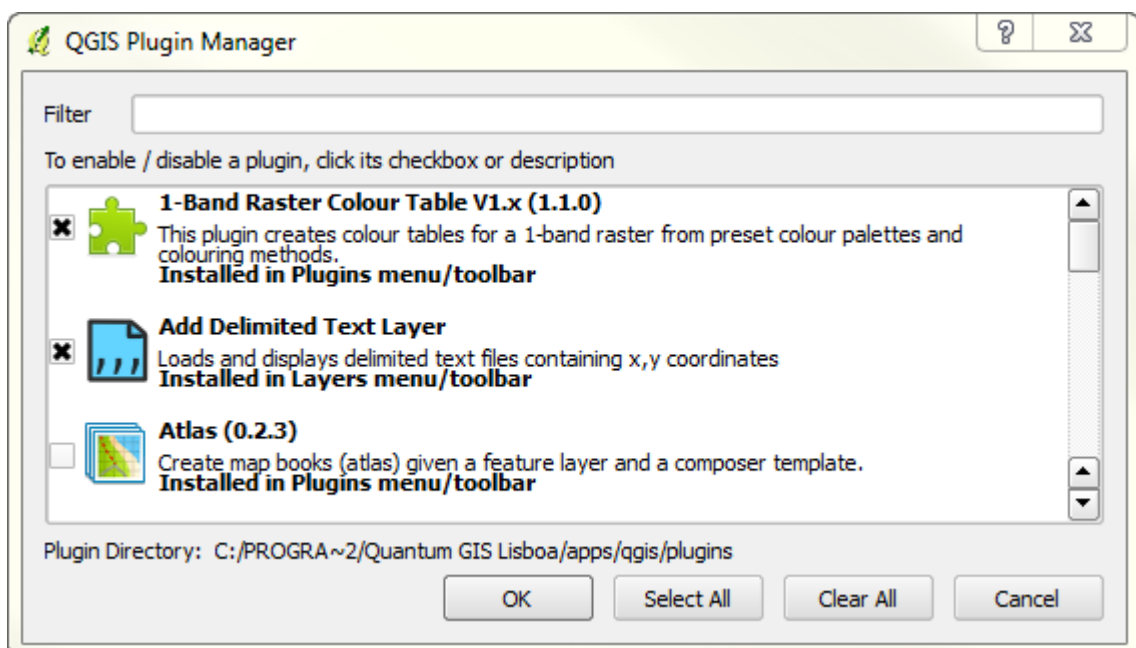 QGIS Plugin Manager
Filter
To enable / disable a plugin, click its checkbox or description
1-Band Raster Colour Table V1.x (1.1.0)
This plugin creates colour tables for a 1-band raster from preset colour palettes and
colouring methods.
Installed in Plugins menu/toolbar
Add Delimited Text Layer
Loads and displays delimited text files containing x,y coordinates
Installed in Layers menu/toolbar
Atlas (0.2.3)
Create map books (atlas) given a feature layer and a composer template.
Installed in Plugins menu/toolbar
Plugin Directory: C:/PROGRA~2/Quantum GIS Lisboa/apps/qgis/plugins
OK Select All Clear All Cancel